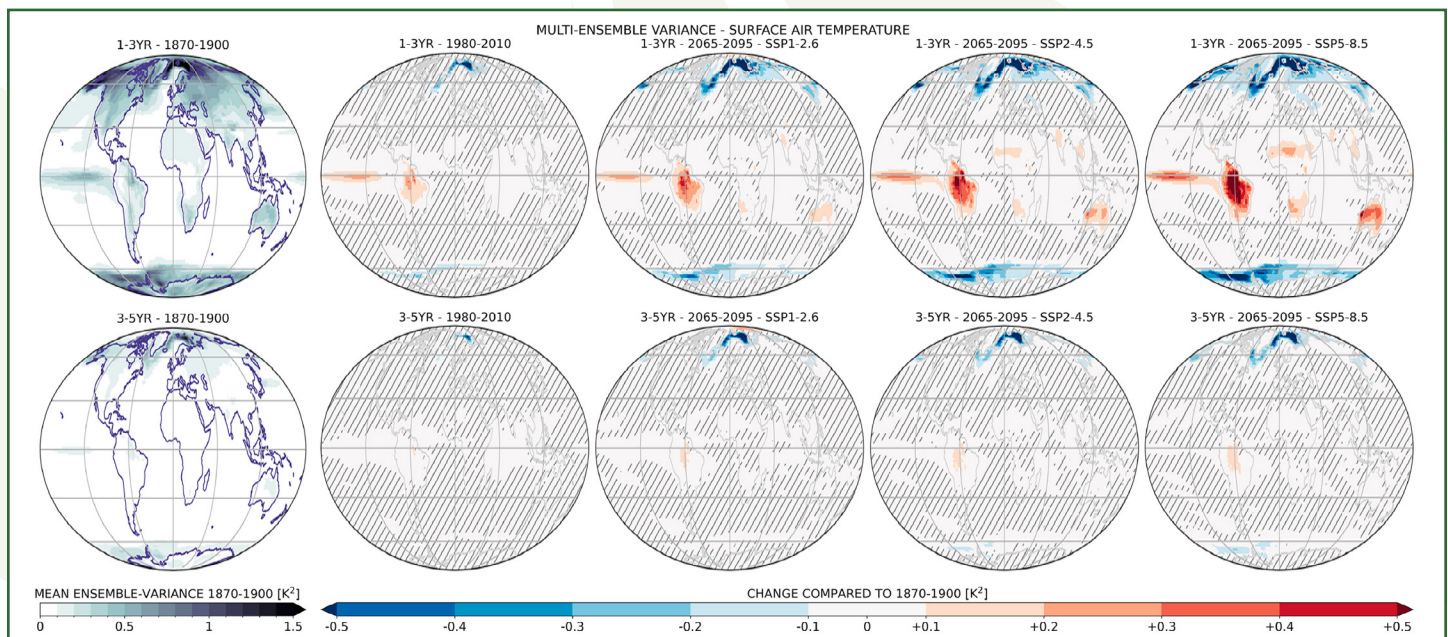 MULTI-ENSEMBLE VARIANCE - SURFACE AIR TEMPERATURE
1-3YR - 1870-1900
1-3YR - 1980-2010
1-3YR - 2065-2095 - SSP1-2.6
1-3YR - 2065-2095 - SSP2-4.5
1-3YR - 2065-2095 - SSP5-8.5
3-5YR - 1870-1900
3-5YR - 1980-2010
3-5YR - 2065-2095 - SSP1-2.6
3-5YR - 2065-2095 - SSP2-4.5
3-5YR - 2065-2095 - SSP5-8.5
MEAN ENSEMBLE-VARIANCE 1870-1900 [K²]
0 0.5 1 1.5
CHANGE COMPARED TO 1870-1900 [K²]
-0.5 -0.4 -0.3 -0.2 -0.1 0 +0.1 +0.2 +0.3 +0.4 +0.5